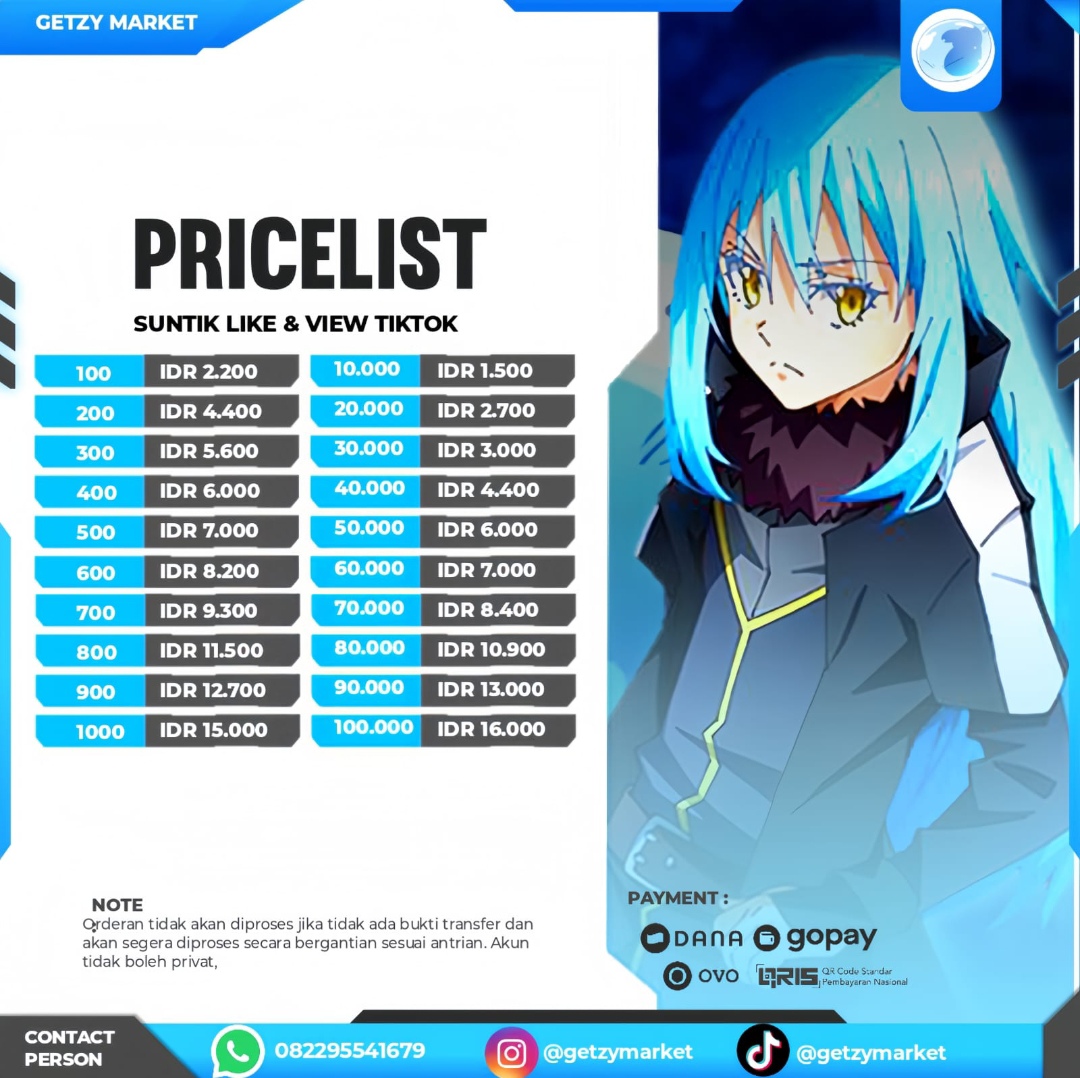 GETZY MARKET
PRICELIST
SUNTIK LIKE & VIEW TIKTOK
100 IDR 2.200
200 IDR 4.400
300 IDR 5.600
400 IDR 6.000
500 IDR 7.000
600 IDR 8.200
700 IDR 9.300
800 IDR 11.500
900 IDR 12.700
1000 IDR 15.000
10.000 IDR 1.500
20.000 IDR 2.700
30.000 IDR 3.000
40.000 IDR 4.400
50.000 IDR 6.000
60.000 IDR 7.000
70.000 IDR 8.400
80.000 IDR 10.900
90.000 IDR 13.000
100.000 IDR 16.000
NOTE
:
Orderan tidak akan diproses jika tidak ada bukti transfer dan
akan segera diproses secara bergantian sesuai antrian. Akun
tidak boleh privat,
PAYMENT :
DANA gopay
OVO QRIS QR Code Standar
Pembayaran Nasional
CONTACT
PERSON
082295541679 @getzymarket @getzymarket